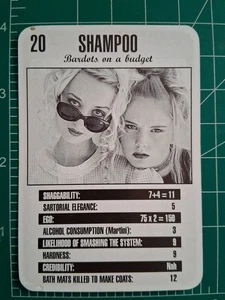 20 SHAMPOO
Bardots on a budget
SHAGGABILITY: 7+4=11
SARTORIAL ELEGANCE: 5
EGO: 75 x 2 = 150
ALCOHOL CONSUMPTION (Martini): 3
LIKELIHOOD OF SMASHING THE SYSTEM: 9
HARDNESS: 9
CREDIBILITY: Nah
BATH MATS KILLED TO MAKE COATS: 12